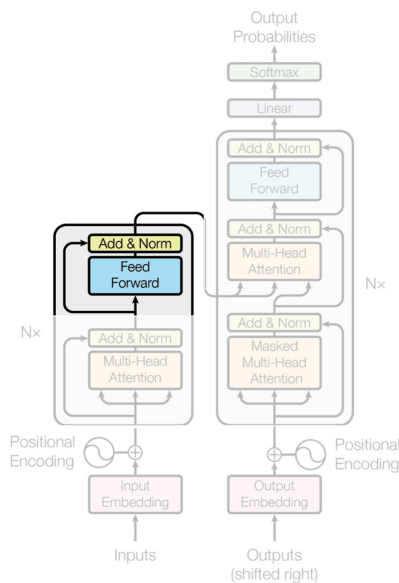 Output
Probabilities
Softmax
Linear
Add & Norm
Feed
Forward
Add & Norm
Multi-Head
Attention
Add & Norm
Masked
Multi-Head
Attention
N×
Add & Norm
Feed
Forward
N×
Add & Norm
Multi-Head
Attention
Positional
Encoding
Positional
Encoding
Input
Embedding
Output
Embedding
Inputs
Outputs
(shifted right)